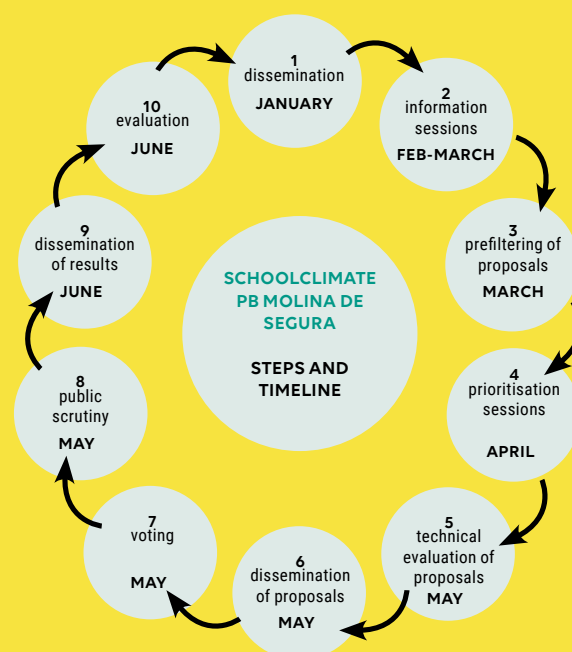 SCHOOLCLIMATE
PB MOLINA DE
SEGURA
STEPS AND
TIMELINE
1
dissemination
JANUARY
2
information
sessions
FEB-MARCH
3
prefiltering of
proposals
MARCH
4
prioritisation
sessions
APRIL
5
technical
evaluation of
proposals
MAY
6
dissemination
of proposals
MAY
7
voting
MAY
8
public
scrutiny
MAY
9
dissemination
of results
JUNE
10
evaluation
JUNE